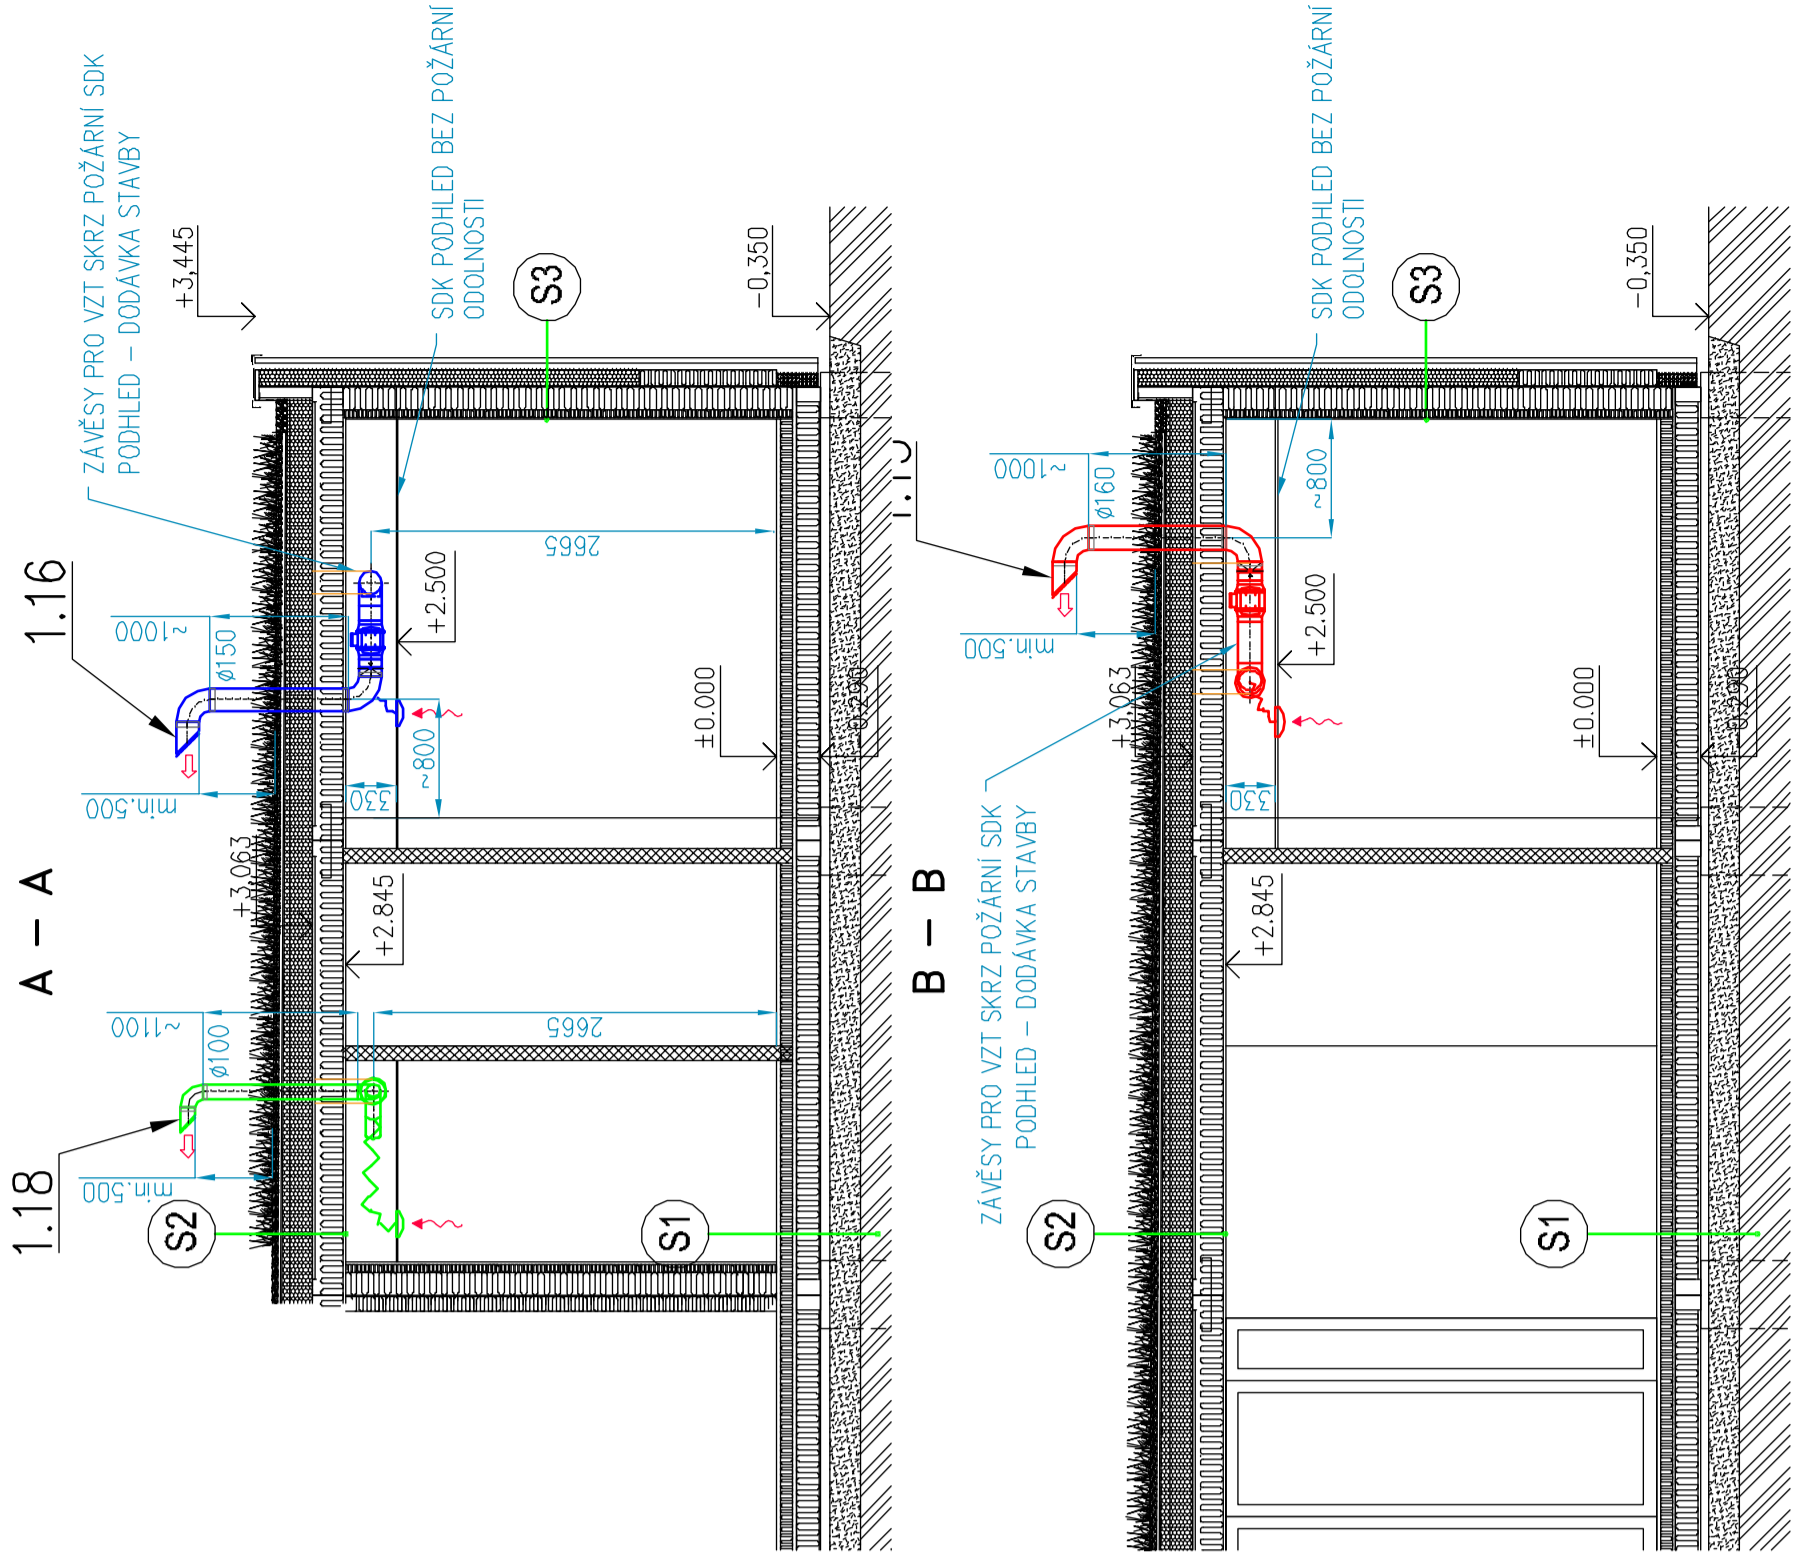 A – A
ZÁVĚSY PRO VZT SKRZ POŽÁRNÍ SDK
PODHLED – DODÁVKA STAVBY
SDK PODHLED BEZ POŽÁRNÍ
ODOLNOSTI
+3,445
-0,350
S3
1.16
~1000
ø150
min.500
2665
+2.500
±0.000
~800
330
+3,063
+2.845
1.18
~1100
ø100
min.500
2665
S2
S1
B – B
ZÁVĚSY PRO VZT SKRZ POŽÁRNÍ SDK
PODHLED – DODÁVKA STAVBY
SDK PODHLED BEZ POŽÁRNÍ
ODOLNOSTI
-0,350
S3
~1000
ø160
~800
min.500
+2.500
+3,063
±0.000
330
+2.845
S2
S1